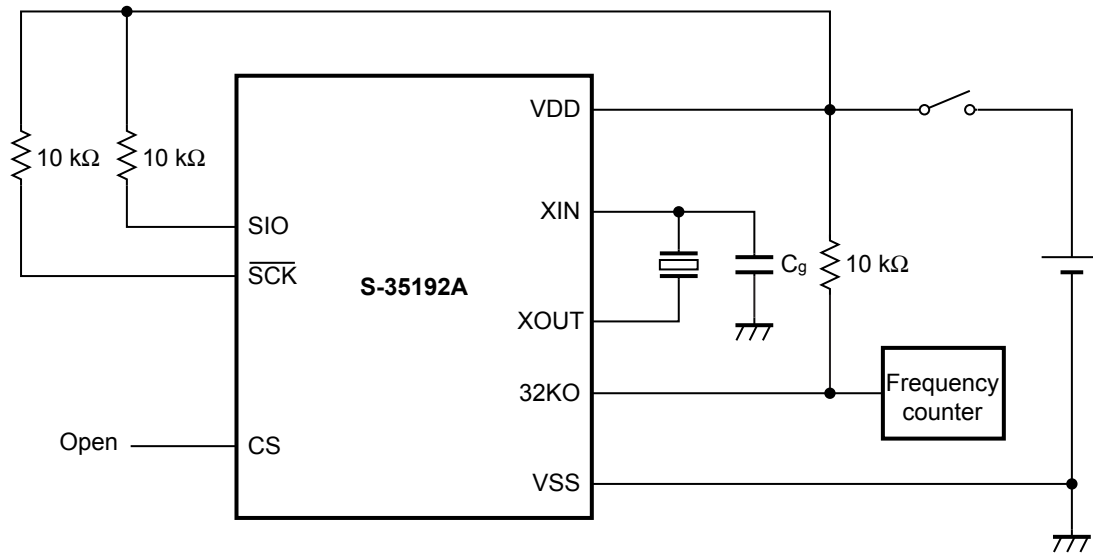 VDD
10 kΩ
10 kΩ
SIO
XIN
SCK
S-35192A
Cg
10 kΩ
XOUT
32KO
Frequency
counter
Open
CS
VSS